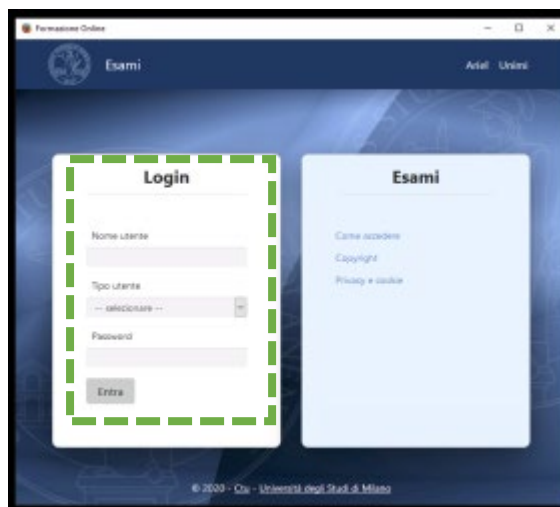 Formazione Online
Esami
Ariel Unimi
Login
Nome utente
Tipo utente
-- selezionare --
Password
Entra
Esami
Come accedere
Copyright
Privacy e cookie
© 2020 - Ctu - Università degli Studi di Milano